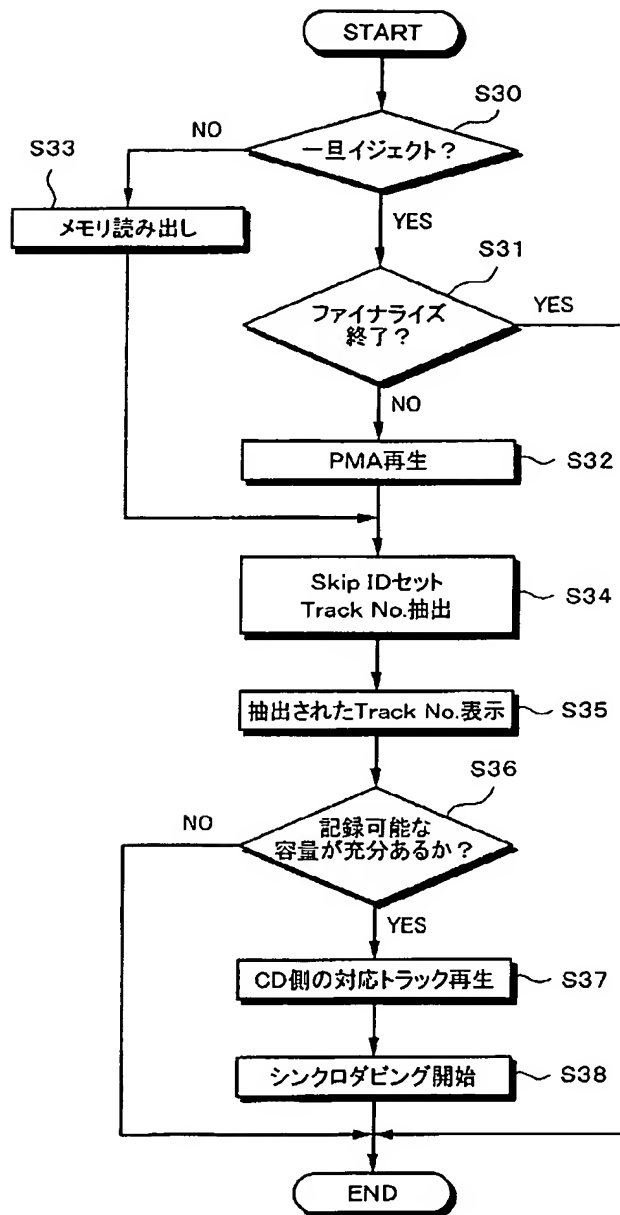 START
S30
一旦イジェクト？
NO
S33
メモリ読み出し
YES
S31
ファイナライズ
終了？
YES
NO
PMA再生
S32
Skip IDセット
Track No.抽出
S34
抽出されたTrack No.表示
S35
S36
NO
記録可能な
容量が充分あるか？
YES
CD側の対応トラック再生
S37
シンクロダビング開始
S38
END